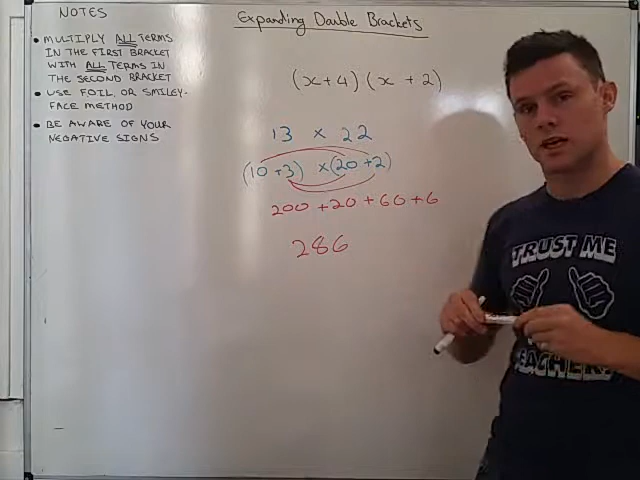 NOTES
Expanding Double Brackets
• MULTIPLY ALL TERMS
IN THE FIRST BRACKET
WITH ALL TERMS IN
THE SECOND BRACKET
• USE FOIL OR SMILEY-
FACE METHOD
• BE AWARE OF YOUR
NEGATIVE SIGNS
(x+4)(x + 2)
13 x 22
(10+3) x(20+2)
200 +20 + 60 + 6
286
TRUST ME
TEACHER